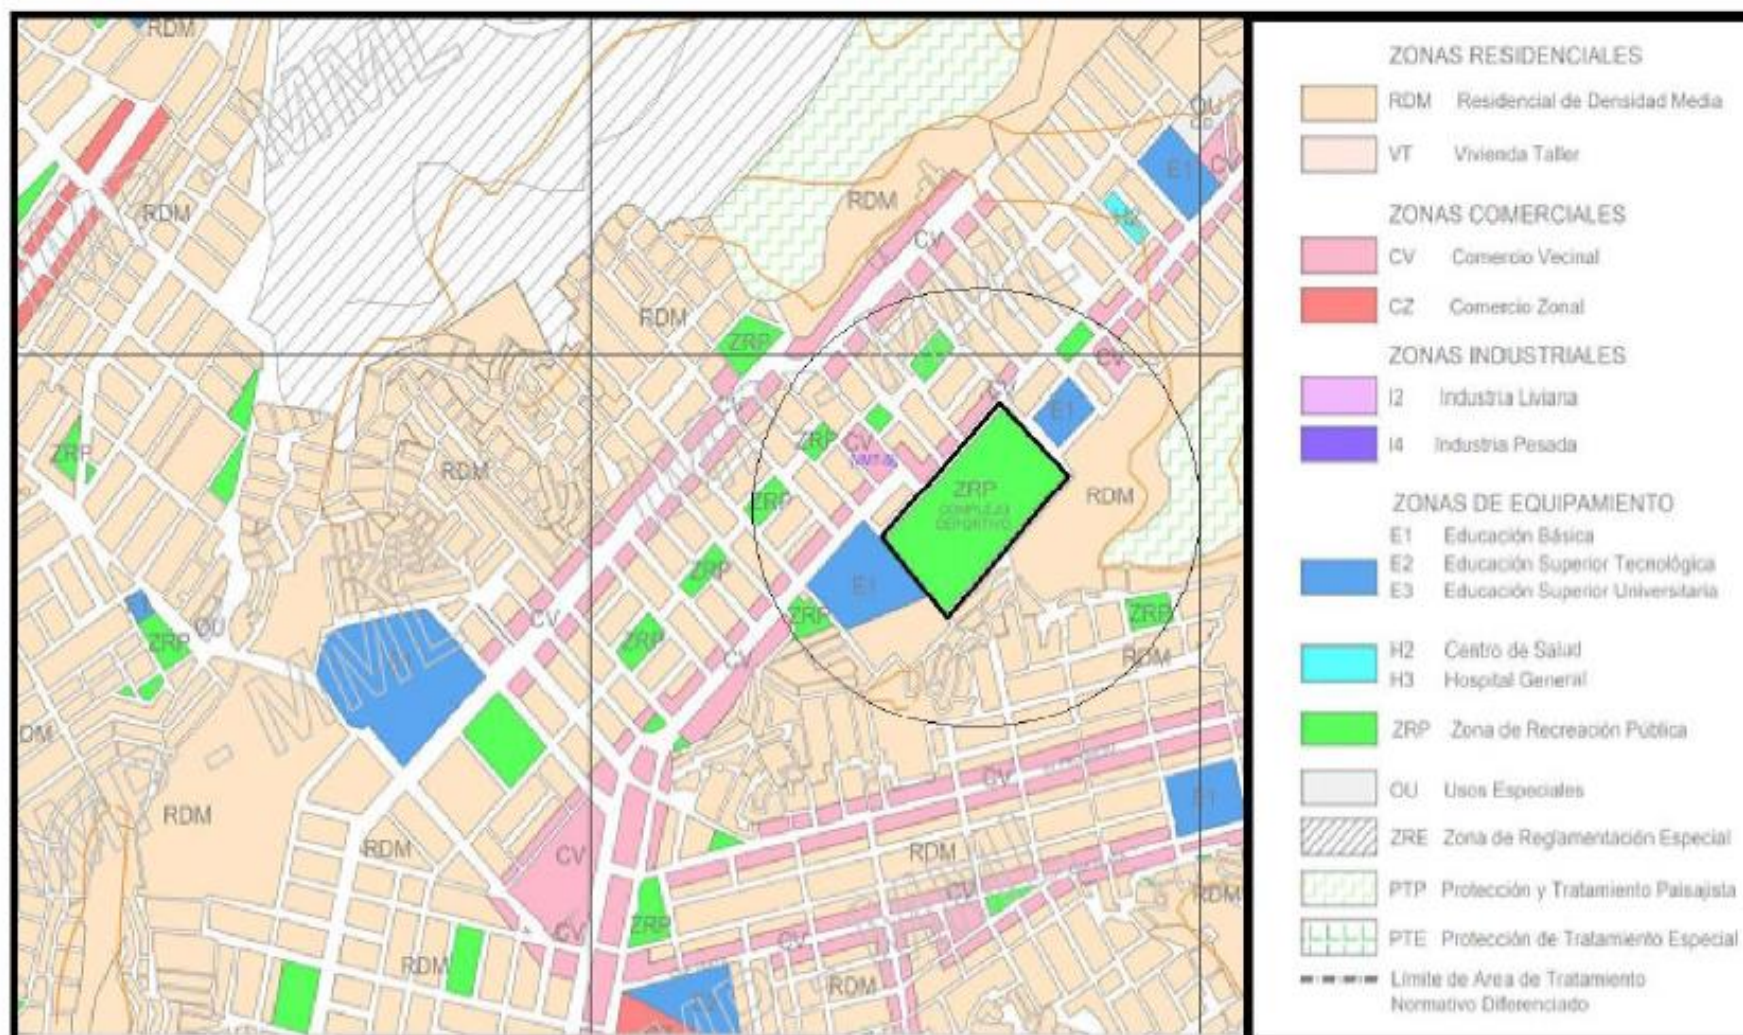 RDM
RDM
RDM
RDM
RDM
RDM
RDM
RDM
RDM
RDM
RDM
RDM
RDM
RDM
CV
CV
CV
CV
CV
CV
CV
CV
CV
CV
CV
ZRP
ZRP
ZRP
ZRP
ZRP
ZRP
ZRP
ZRP
ZRP
ZRP
ZRP
COMPLEJO
DEPORTIVO
E1
E1
E1
E1
H2
OU
OU
MML
ZONAS RESIDENCIALES
RDM Residencial de Densidad Media
VT Vivienda Taller
ZONAS COMERCIALES
CV Comercio Vecinal
CZ Comercio Zonal
ZONAS INDUSTRIALES
I2 Industria Liviana
I4 Industria Pesada
ZONAS DE EQUIPAMIENTO
E1 Educación Básica
E2 Educación Superior Tecnológica
E3 Educación Superior Universitaria
H2 Centro de Salud
H3 Hospital General
ZRP Zona de Recreación Pública
OU Usos Especiales
ZRE Zona de Reglamentación Especial
PTP Protección y Tratamiento Paisajista
PTE Protección de Tratamiento Especial
Límite de Area de Tratamiento
Normativo Diferenciado